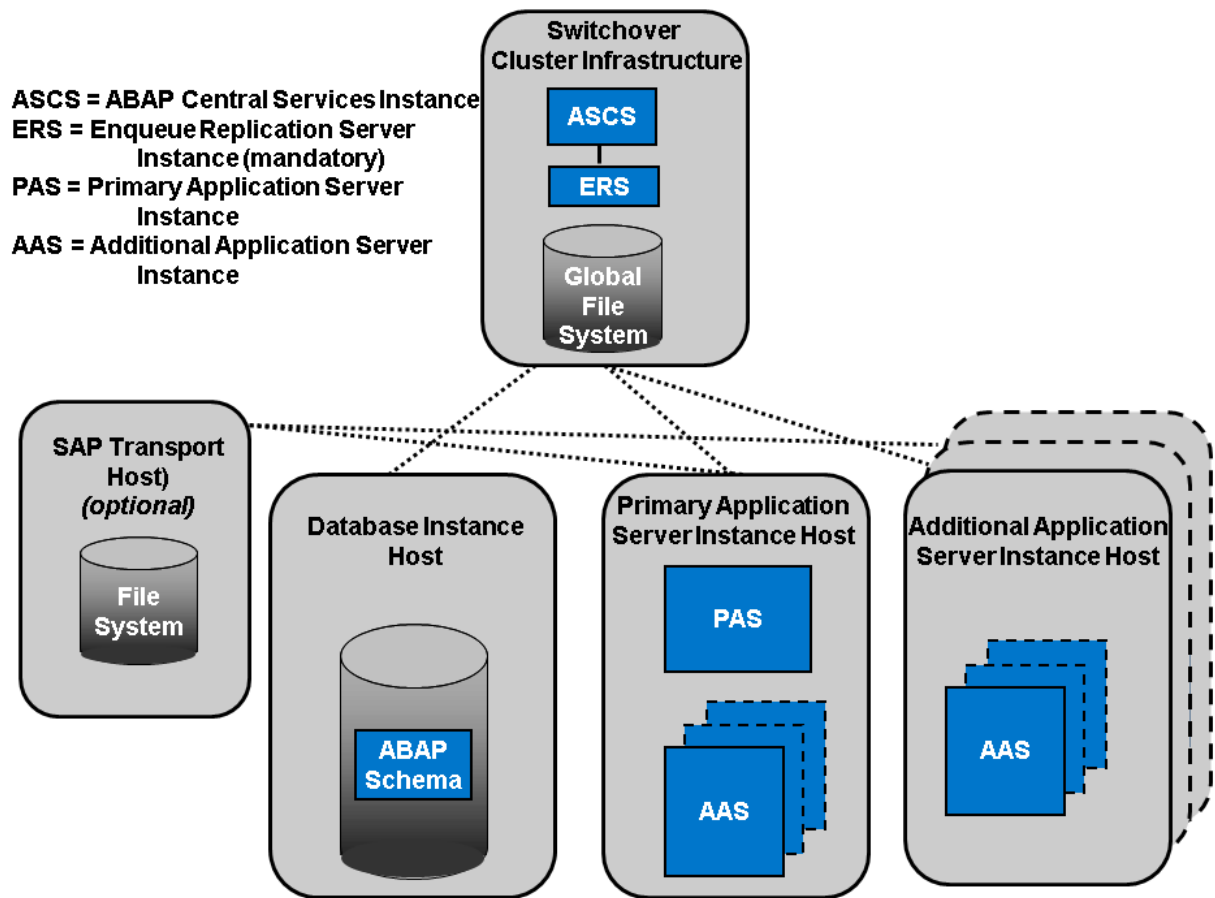 Switchover
Cluster Infrastructure
ASCS = ABAP Central Services Instance
ERS = Enqueue Replication Server
Instance (mandatory)
PAS = Primary Application Server
Instance
AAS = Additional Application Server
Instance
ASCS
ERS
Global
File
System
SAP Transport
Host)
(optional)
File
System
Database Instance
Host
ABAP
Schema
Primary Application
Server Instance Host
PAS
AAS
Additional Application
Server Instance Host
AAS